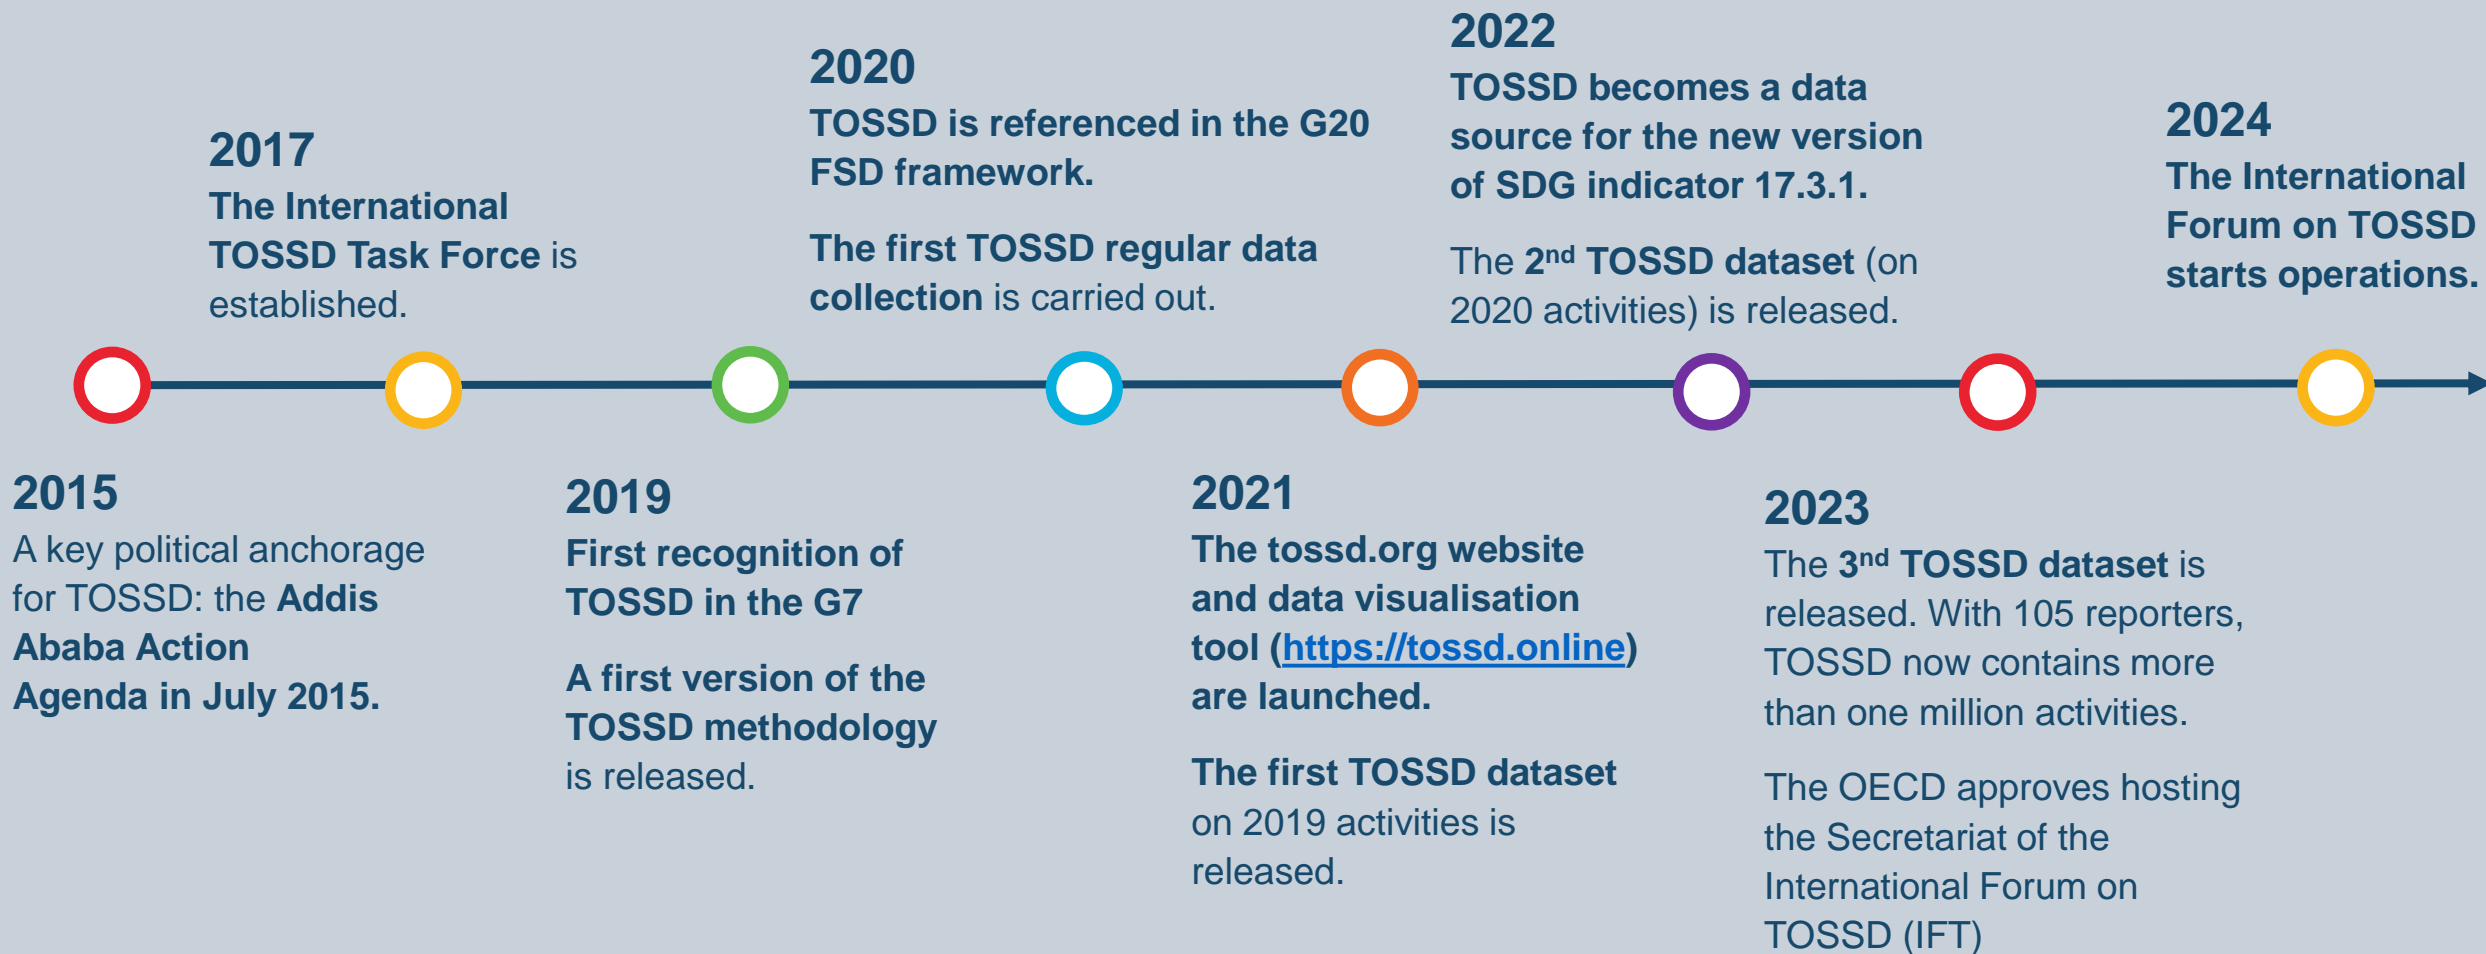 2015
A key political anchorage
for TOSSD: the Addis
Ababa Action
Agenda in July 2015.
2017
The International
TOSSD Task Force is
established.
2019
First recognition of
TOSSD in the G7
A first version of the
TOSSD methodology
is released.
2020
TOSSD is referenced in the G20
FSD framework.
The first TOSSD regular data
collection is carried out.
2021
The tossd.org website
and data visualisation
tool (https://tossd.online)
are launched.
The first TOSSD dataset
on 2019 activities is
released.
2022
TOSSD becomes a data
source for the new version
of SDG indicator 17.3.1.
The 2nd TOSSD dataset (on
2020 activities) is released.
2023
The 3nd TOSSD dataset is
released. With 105 reporters,
TOSSD now contains more
than one million activities.
The OECD approves hosting
the Secretariat of the
International Forum on
TOSSD (IFT)
2024
The International
Forum on TOSSD
starts operations.